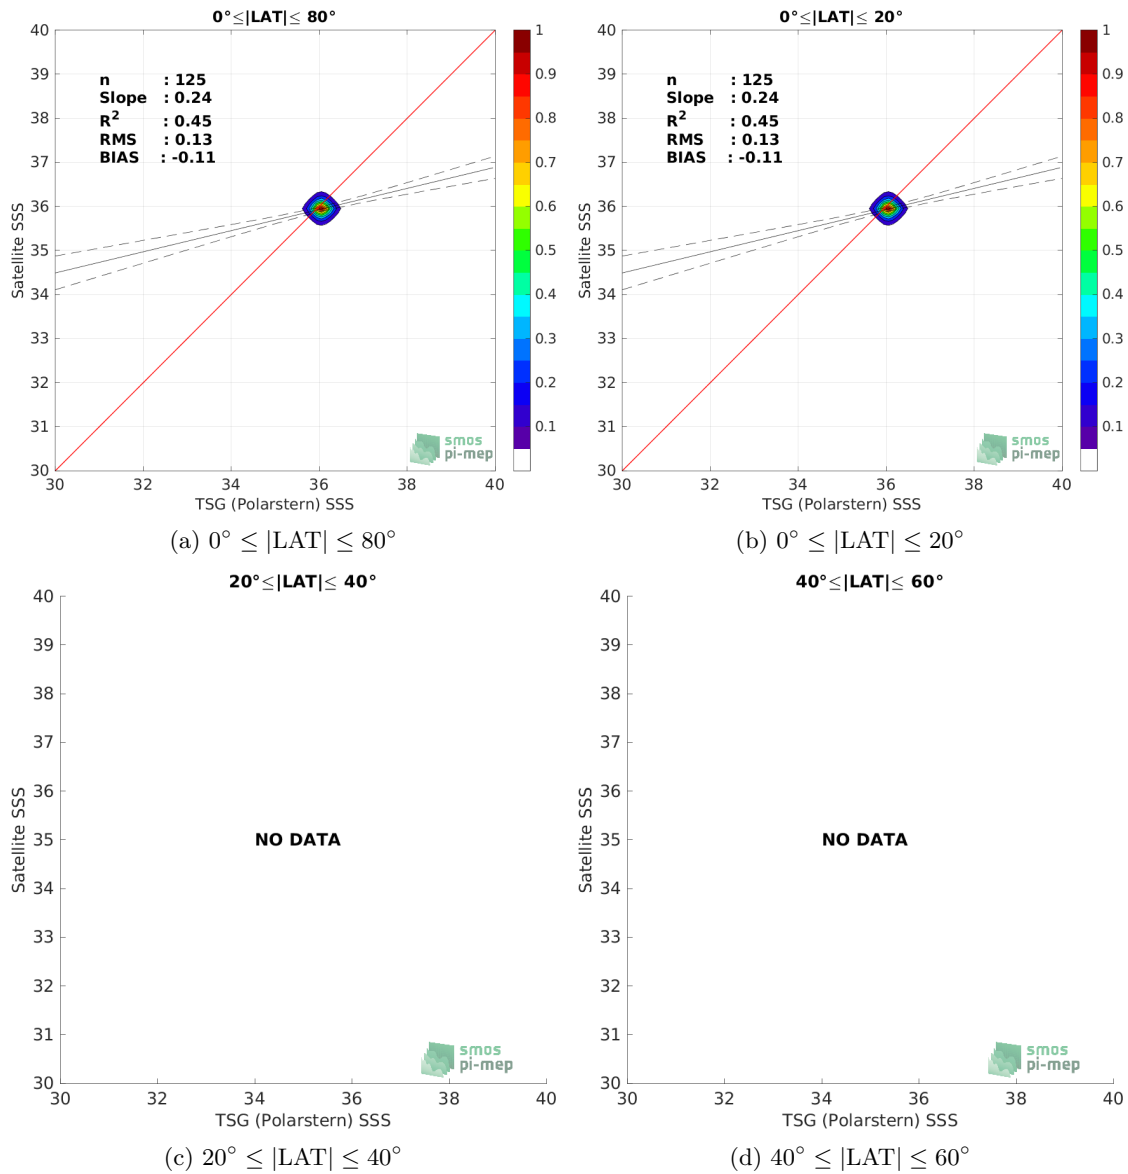 0°≤|LAT|≤ 80°
40
39
38
37
36
35
34
33
32
31
30
Satellite SSS
n : 125
Slope : 0.24
R² : 0.45
RMS : 0.13
BIAS : -0.11
smos
pi-mep
30 32 34 36 38 40
TSG (Polarstern) SSS
1
0.9
0.8
0.7
0.6
0.5
0.4
0.3
0.2
0.1
(a) 0° ≤ |LAT| ≤ 80°
0°≤|LAT|≤ 20°
40
39
38
37
36
35
34
33
32
31
30
Satellite SSS
n : 125
Slope : 0.24
R² : 0.45
RMS : 0.13
BIAS : -0.11
smos
pi-mep
30 32 34 36 38 40
TSG (Polarstern) SSS
1
0.9
0.8
0.7
0.6
0.5
0.4
0.3
0.2
0.1
(b) 0° ≤ |LAT| ≤ 20°
20°≤|LAT|≤ 40°
40
39
38
37
36
35
34
33
32
31
30
Satellite SSS
NO DATA
smos
pi-mep
30 32 34 36 38 40
TSG (Polarstern) SSS
(c) 20° ≤ |LAT| ≤ 40°
40°≤|LAT|≤ 60°
40
39
38
37
36
35
34
33
32
31
30
Satellite SSS
NO DATA
smos
pi-mep
30 32 34 36 38 40
TSG (Polarstern) SSS
(d) 40° ≤ |LAT| ≤ 60°